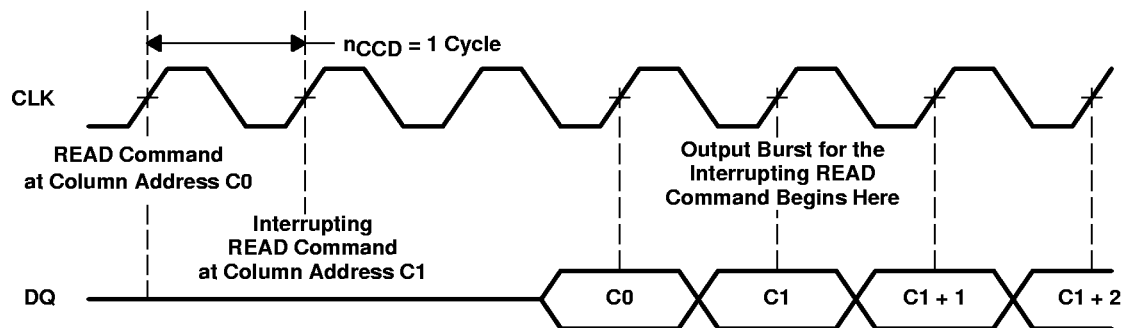 nCCD = 1 Cycle
CLK
READ Command
at Column Address C0
Output Burst for the
Interrupting READ
Command Begins Here
Interrupting
READ Command
at Column Address C1
DQ
C0
C1
C1 + 1
C1 + 2